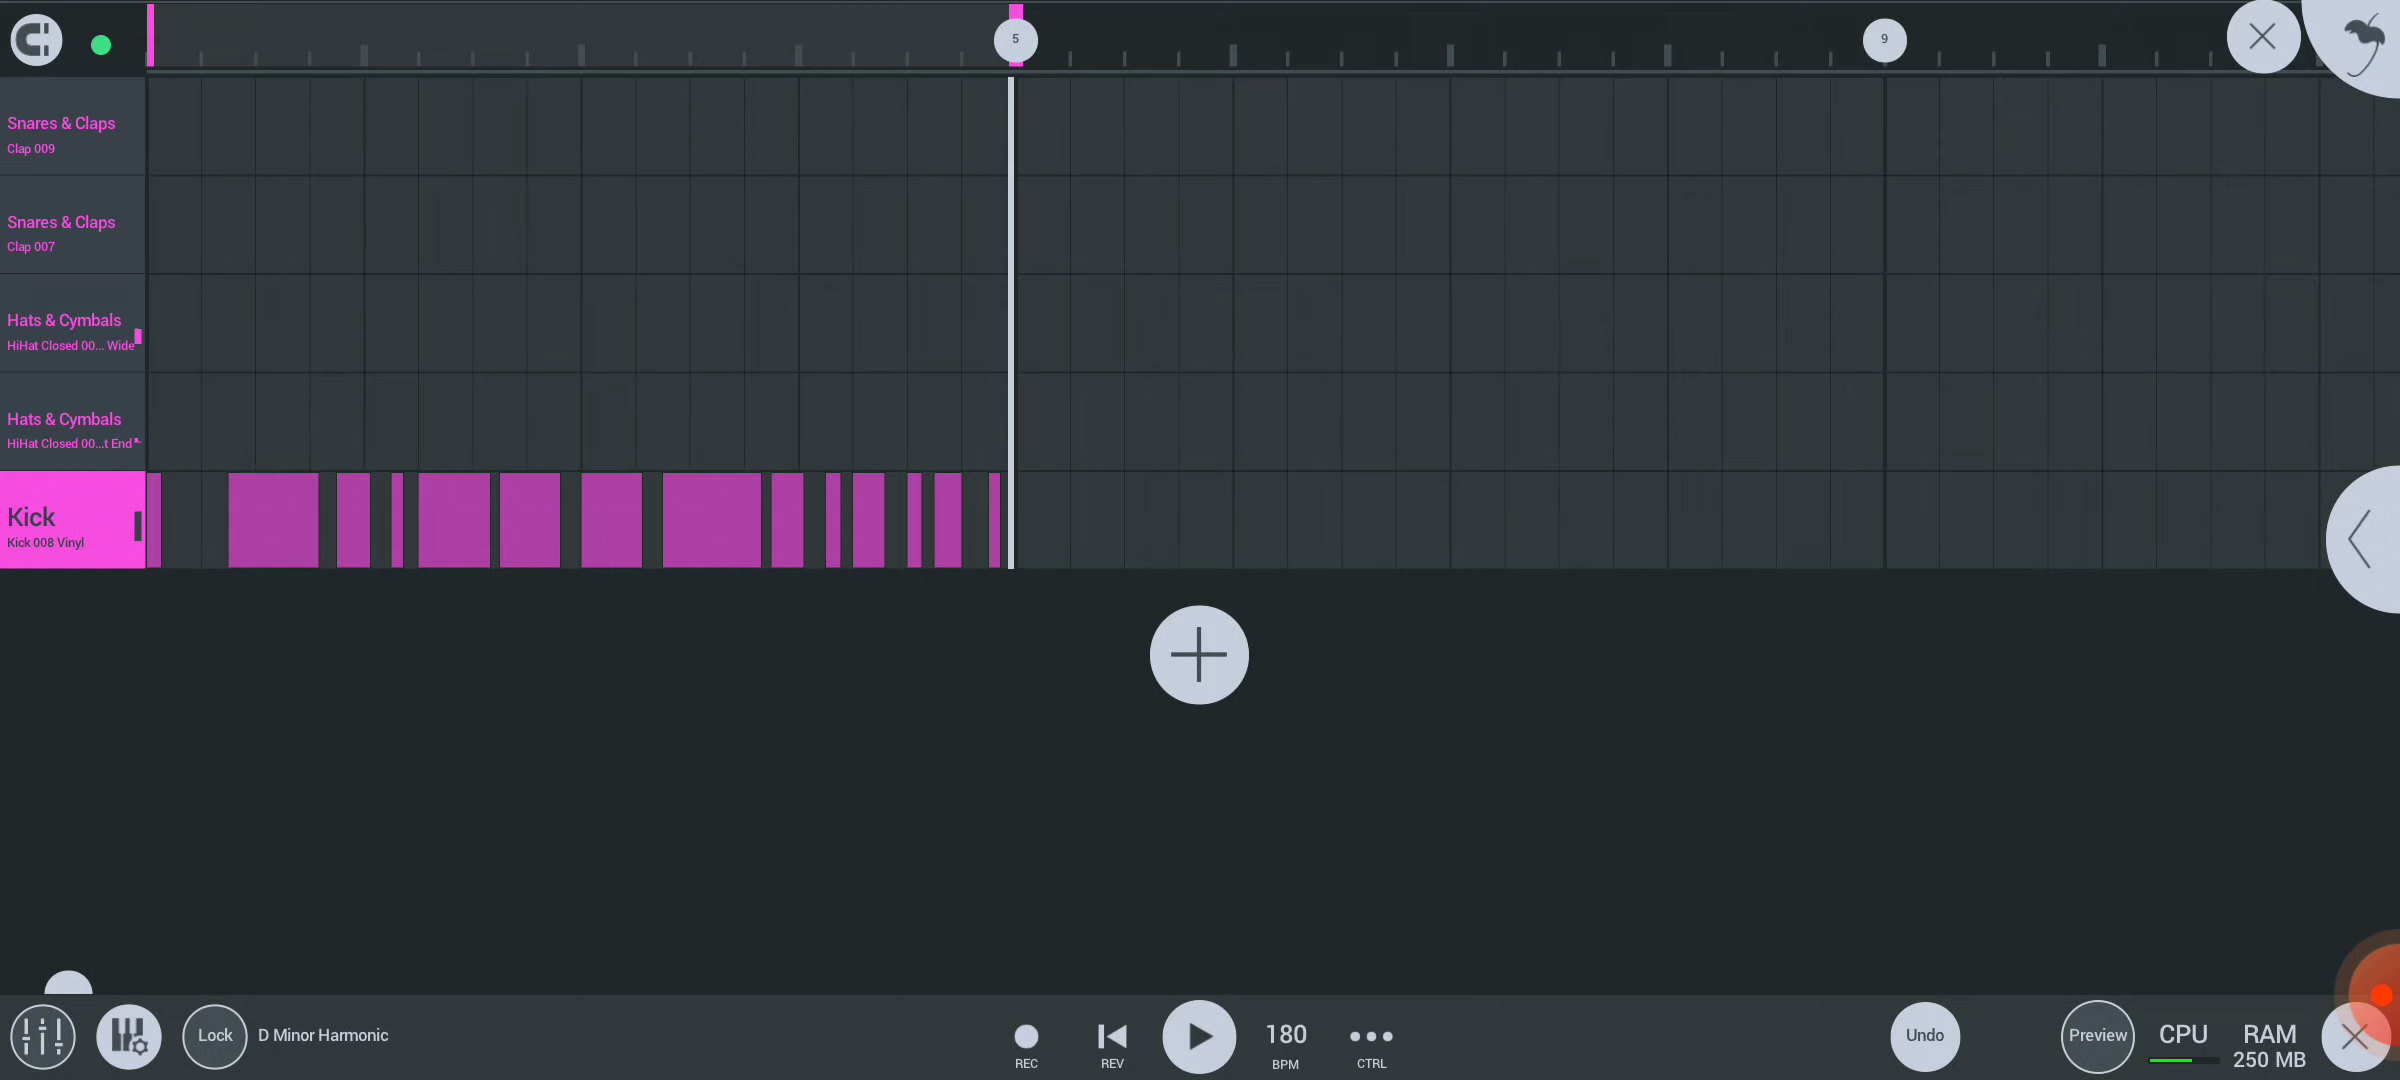 5
9
Snares & Claps
Clap 009
Snares & Claps
Clap 007
Hats & Cymbals
HiHat Closed 00... Wide
Hats & Cymbals
HiHat Closed 00...t End
Kick
Kick 008 Vinyl
Lock
D Minor Harmonic
REC
REV
180
BPM
CTRL
Undo
Preview
CPU
RAM
250 MB